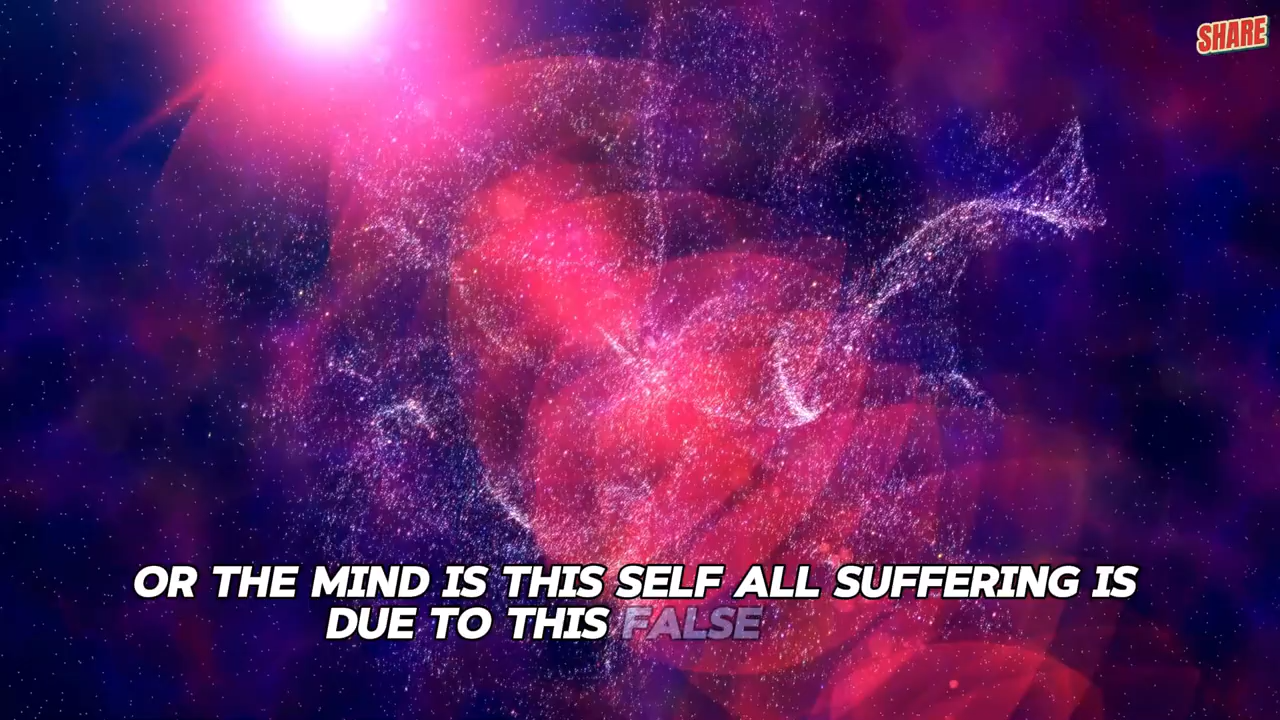 SHARE
OR THE MIND IS THIS SELF ALL SUFFERING IS
DUE TO THIS FALSE